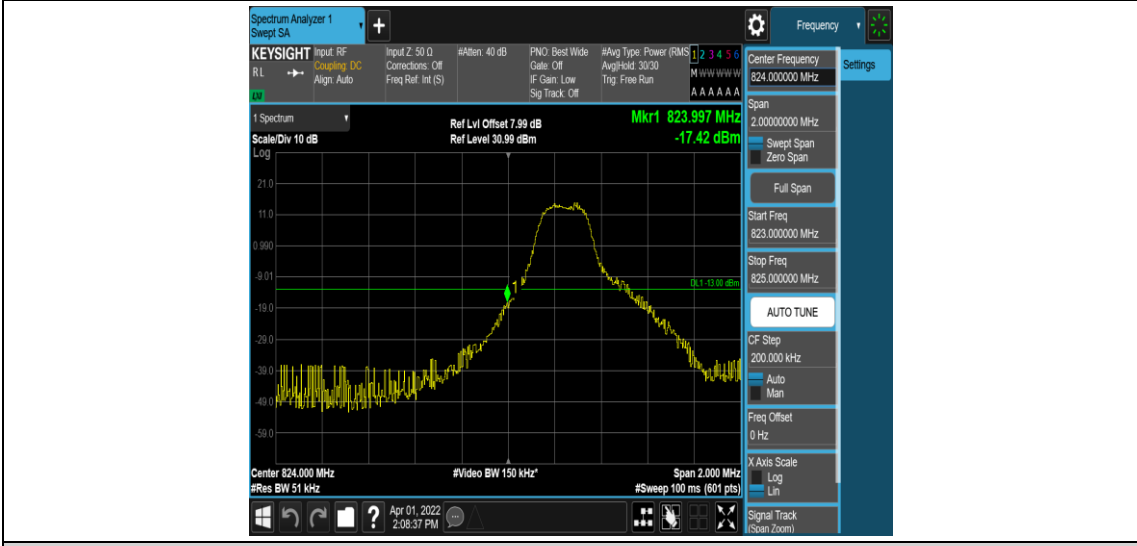 Spectrum Analyzer 1
Swept SA
+
Frequency
KEYSIGHT
RL
LXI
Input: RF
Coupling: DC
Align: Auto
Input Z: 50 Ω
Corrections: Off
Freq Ref: Int (S)
#Atten: 40 dB
PNO: Best Wide
Gate: Off
IF Gain: Low
Sig Track: Off
#Avg Type: Power (RMS
Avg|Hold: 30/30
Trig: Free Run
1 2 3 4 5 6
M W W W W W
A A A A A A
1 Spectrum
Scale/Div 10 dB
Log
Ref Lvl Offset 7.99 dB
Ref Level 30.99 dBm
Mkr1 823.997 MHz
-17.42 dBm
21.0
11.0
0.990
-9.01
-19.0
-29.0
-39.0
-49.0
-59.0
1
DL1 -13.00 dBm
Center 824.000 MHz
#Res BW 51 kHz
#Video BW 150 kHz*
Span 2.000 MHz
#Sweep 100 ms (601 pts)
?
Apr 01, 2022
2:08:37 PM
Center Frequency
824.000000 MHz
Settings
Span
2.00000000 MHz
Swept Span
Zero Span
Full Span
Start Freq
823.000000 MHz
Stop Freq
825.000000 MHz
AUTO TUNE
CF Step
200.000 kHz
Auto
Man
Freq Offset
0 Hz
X Axis Scale
Log
Lin
Signal Track
(Span Zoom)